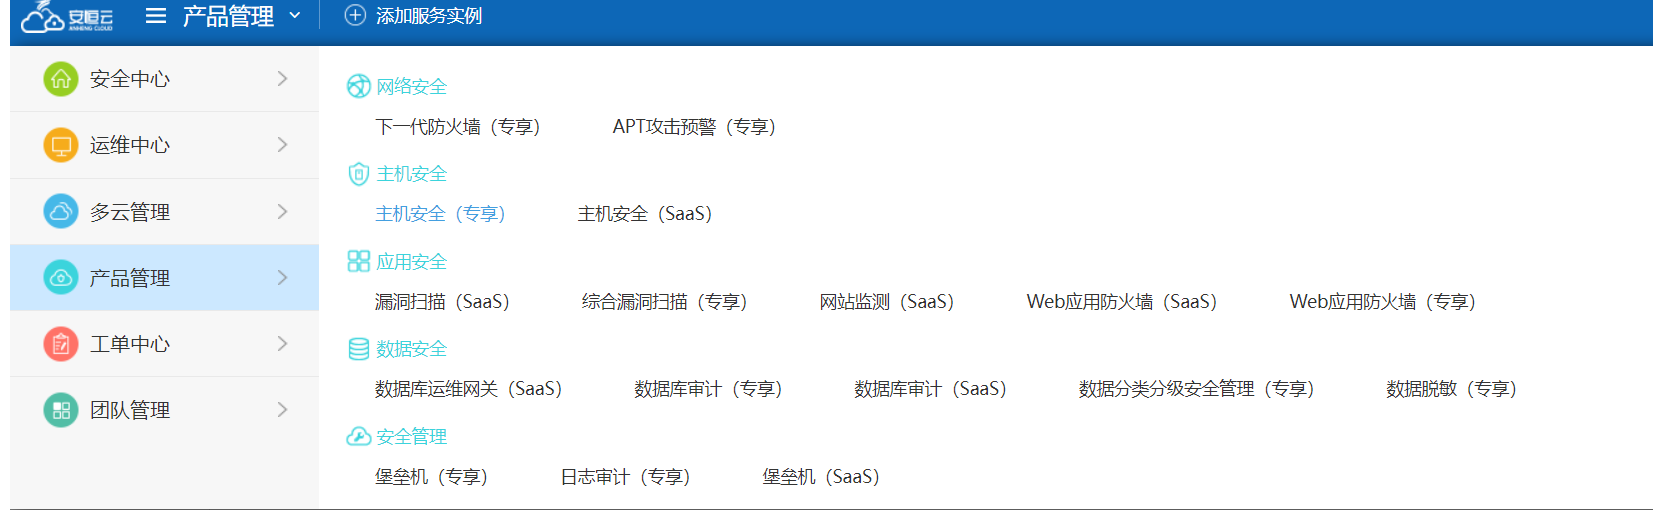 安恒云
ANHENG CLOUD
产品管理
添加服务实例
安全中心
运维中心
多云管理
产品管理
工单中心
团队管理
网络安全
下一代防火墙（专享） APT攻击预警（专享）
主机安全
主机安全（专享） 主机安全（SaaS）
应用安全
漏洞扫描（SaaS） 综合漏洞扫描（专享） 网站监测（SaaS） Web应用防火墙（SaaS） Web应用防火墙（专享）
数据安全
数据库运维网关（SaaS） 数据库审计（专享） 数据库审计（SaaS） 数据分类分级安全管理（专享） 数据脱敏（专享）
安全管理
堡垒机（专享） 日志审计（专享） 堡垒机（SaaS）